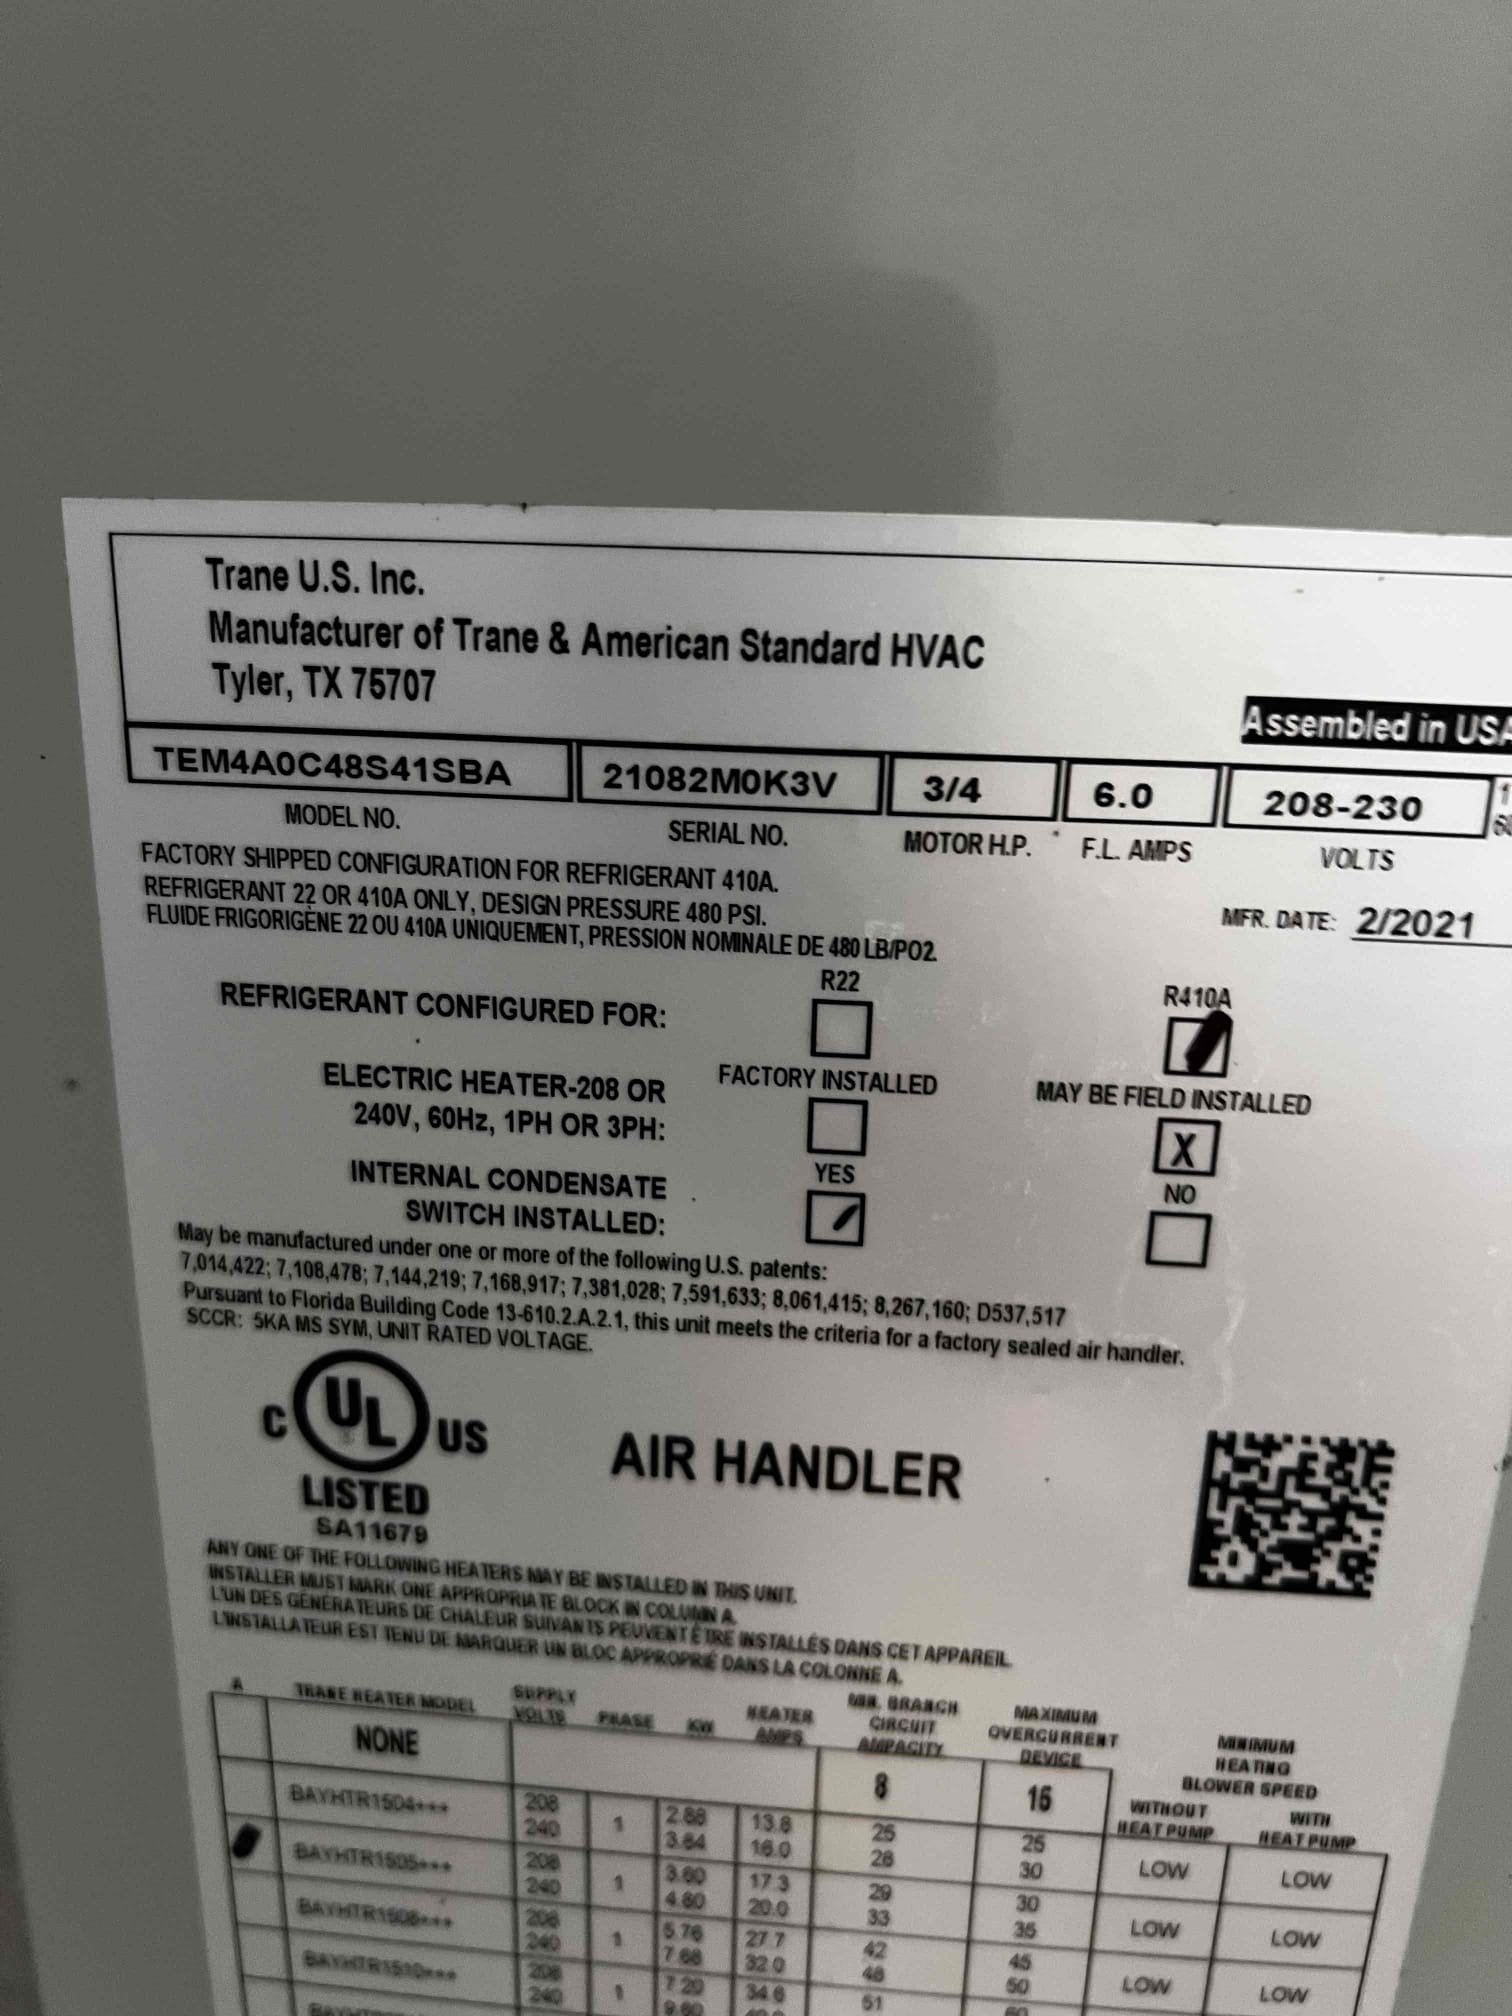 Trane U.S. Inc.
Manufacturer of Trane & American Standard HVAC
Tyler, TX 75707
Assembled in USA
TEM4A0C48S41SBA 21082M0K3V 3/4 6.0 208-230
MODEL NO. SERIAL NO. MOTOR H.P. F.L. AMPS VOLTS
FACTORY SHIPPED CONFIGURATION FOR REFRIGERANT 410A.
REFRIGERANT 22 OR 410A ONLY, DESIGN PRESSURE 480 PSI.
FLUIDE FRIGORIGÈNE 22 OU 410A UNIQUEMENT, PRESSION NOMINALE DE 480 LB/PO2.
MFR. DATE: 2/2021
R22 R410A
REFRIGERANT CONFIGURED FOR:
FACTORY INSTALLED MAY BE FIELD INSTALLED
ELECTRIC HEATER-208 OR
240V, 60Hz, 1PH OR 3PH: X
YES NO
INTERNAL CONDENSATE
SWITCH INSTALLED:
May be manufactured under one or more of the following U.S. patents:
7,014,422; 7,108,478; 7,144,219; 7,168,917; 7,381,028; 7,591,633; 8,061,415; 8,267,160; D537,517
Pursuant to Florida Building Code 13-610.2.A.2.1, this unit meets the criteria for a factory sealed air handler.
SCCR: 5KA MS SYM, UNIT RATED VOLTAGE.
C UL US
LISTED
SA11679
AIR HANDLER
ANY ONE OF THE FOLLOWING HEATERS MAY BE INSTALLED IN THIS UNIT.
INSTALLER MUST MARK ONE APPROPRIATE BLOCK IN COLUMN A.
L'UN DES GÉNÉRATEURS DE CHALEUR SUIVANTS PEUVENT ÊTRE INSTALLÉS DANS CET APPAREIL.
L'INSTALLATEUR EST TENU DE MARQUER UN BLOC APPROPRIÉ DANS LA COLONNE A.
A TRANE HEATER MODEL SUPPLY VOLTS PHASE KW HEATER AMPS MIN. BRANCH CIRCUIT AMPACITY MAXIMUM OVERCURRENT DEVICE MINIMUM HEATING BLOWER SPEED
WITHOUT HEAT PUMP WITH HEAT PUMP
NONE 8 15
BAYHTR1504+++ 208 1 2.88 13.8 25 25 LOW LOW
240 3.84 16.0 28 30
BAYHTR1505+++ 208 1 3.60 17.3 29 30 LOW LOW
240 4.80 20.0 33 35
BAYHTR1508+++ 208 1 5.76 27.7 42 45 LOW LOW
240 7.68 32.0 48 50
BAYHTR1510+++ 208 1 7.20 34.6 51 60
240 9.60